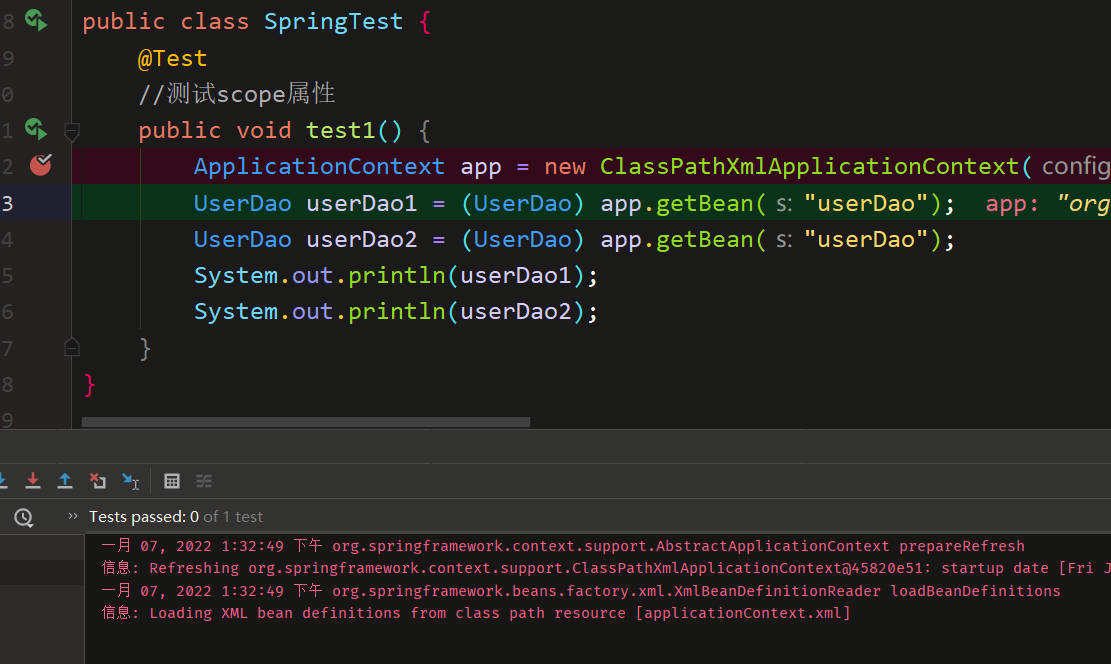 8 public class SpringTest {
9 @Test
0 //测试scope属性
1 public void test1() {
2 ApplicationContext app = new ClassPathXmlApplicationContext( config
3 UserDao userDao1 = (UserDao) app.getBean( s: "userDao"); app: "org
4 UserDao userDao2 = (UserDao) app.getBean( s: "userDao");
5 System.out.println(userDao1);
6 System.out.println(userDao2);
7 }
8 }
9
Tests passed: 0 of 1 test
一月 07, 2022 1:32:49 下午 org.springframework.context.support.AbstractApplicationContext prepareRefresh
信息: Refreshing org.springframework.context.support.ClassPathXmlApplicationContext@45820e51: startup date [Fri J
一月 07, 2022 1:32:49 下午 org.springframework.beans.factory.xml.XmlBeanDefinitionReader loadBeanDefinitions
信息: Loading XML bean definitions from class path resource [applicationContext.xml]